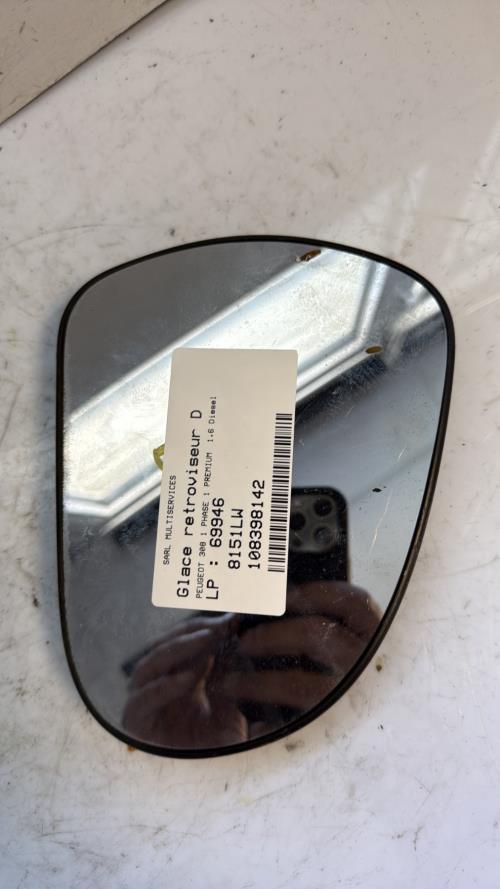 SARL MULTISERVICES
Glace retroviseur D
PEUGEOT 308 1 PHASE 1 PREMIUM 1.6 Diesel
LP : 69946
8151LW
108398142